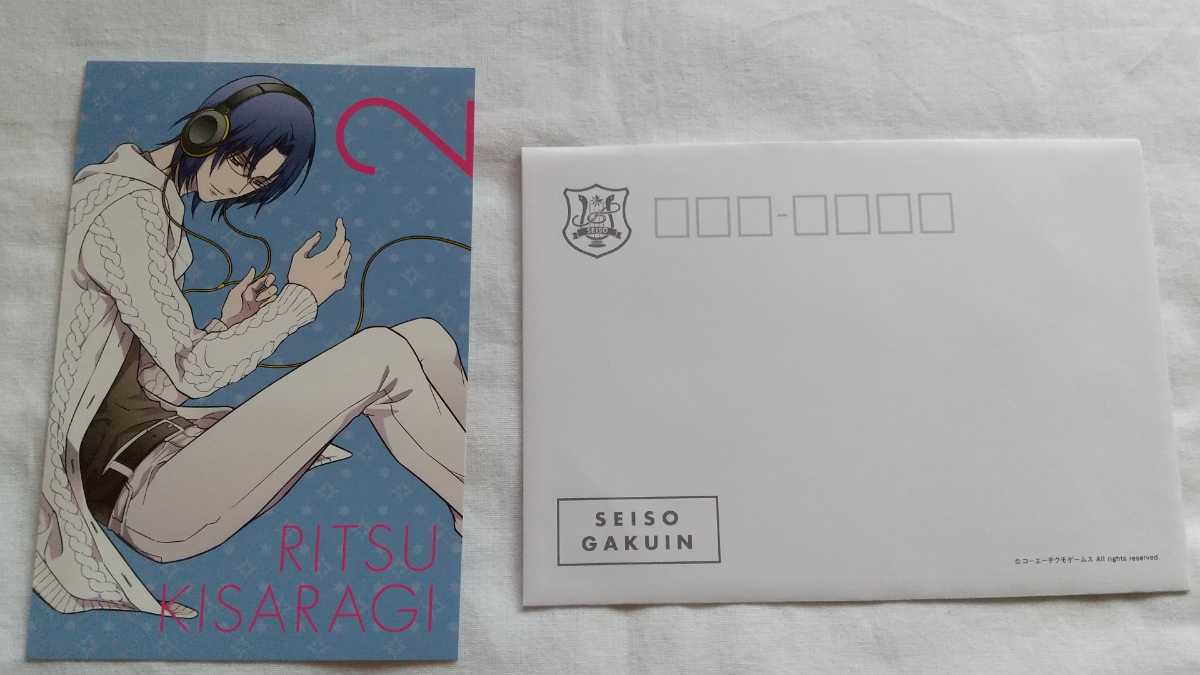 2
RITSU
KISARAGI
SEISO
SEISO
GAKUIN
©コーエーテクモゲームス All rights reserved.